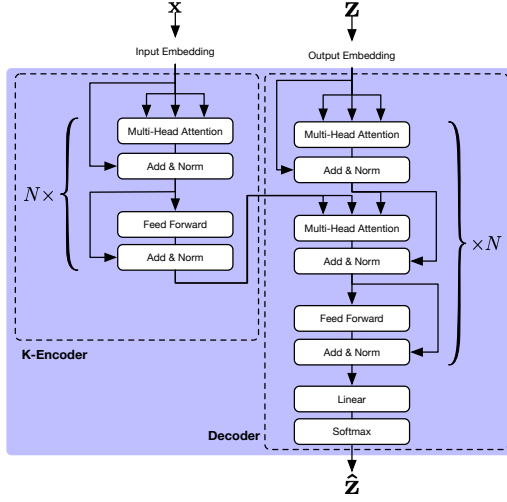 x
Z
Input Embedding
Output Embedding
Multi-Head Attention
Add & Norm
Feed Forward
Add & Norm
N×
K-Encoder
Multi-Head Attention
Add & Norm
Multi-Head Attention
Add & Norm
Feed Forward
Add & Norm
×N
Linear
Softmax
Decoder
Ẑ